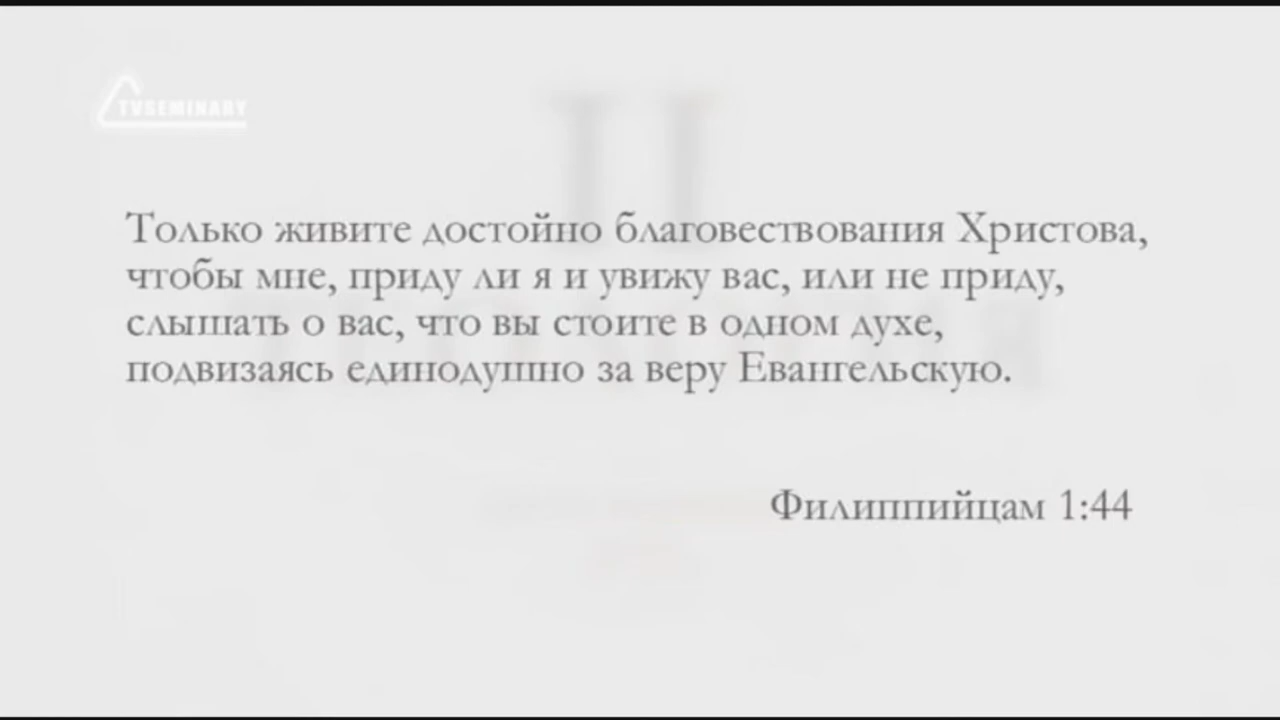 TVSEMINARY
Только живите достойно благовествования Христова,
чтобы мне, приду ли я и увижу вас, или не приду,
слышать о вас, что вы стоите в одном духе,
подвизаясь единодушно за веру Евангельскую.
Филиппийцам 1:44